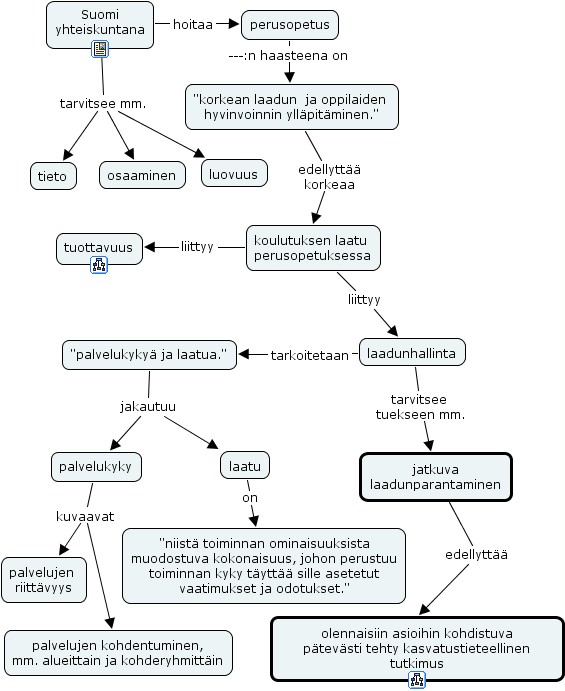 Suomi
yhteiskuntana
hoitaa
perusopetus
---:n haasteena on
"korkean laadun ja oppilaiden
hyvinvoinnin ylläpitäminen."
tarvitsee mm.
tieto
osaaminen
luovuus
edellyttää
korkeaa
koulutuksen laatu
perusopetuksessa
liittyy
tuottavuus
liittyy
laadunhallinta
tarkoitetaan
"palvelukykyä ja laatua."
jakautuu
palvelukyky
laatu
tarvitsee
tuekseen mm.
jatkuva
laadunparantaminen
kuvaavat
on
"niistä toiminnan ominaisuuksista
muodostuva kokonaisuus, johon perustuu
toiminnan kyky täyttää sille asetetut
vaatimukset ja odotukset."
edellyttää
palvelujen
riittävyys
palvelujen kohdentuminen,
mm. alueittain ja kohderyhmittäin
olennaisiin asioihin kohdistuva
pätevästi tehty kasvatustieteellinen
tutkimus